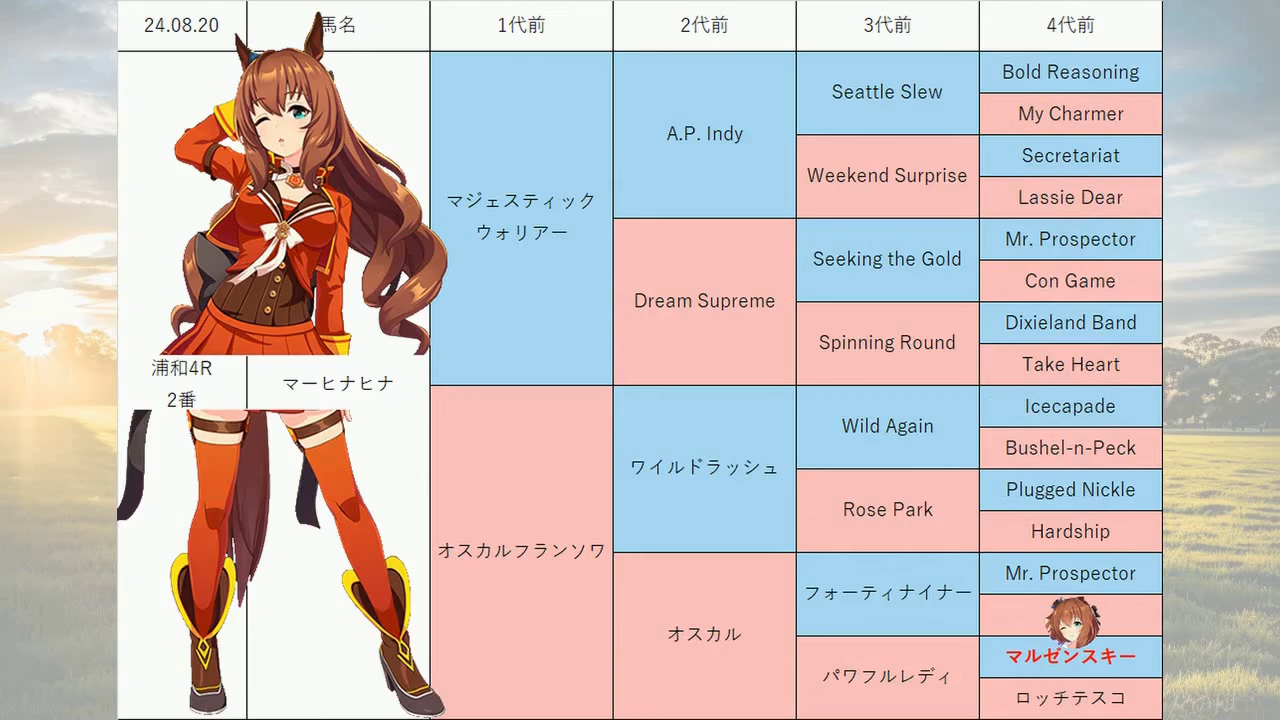 24.08.20
馬名
1代前
2代前
3代前
4代前
浦和4R
2番
マーヒナヒナ
マジェスティック
ウォリアー
オスカルフランソワ
A.P. Indy
Dream Supreme
ワイルドラッシュ
オスカル
Seattle Slew
Weekend Surprise
Seeking the Gold
Spinning Round
Wild Again
Rose Park
フォーティナイナー
パワフルレディ
Bold Reasoning
My Charmer
Secretariat
Lassie Dear
Mr. Prospector
Con Game
Dixieland Band
Take Heart
Icecapade
Bushel-n-Peck
Plugged Nickle
Hardship
Mr. Prospector
マルゼンスキー
ロッチテスコ